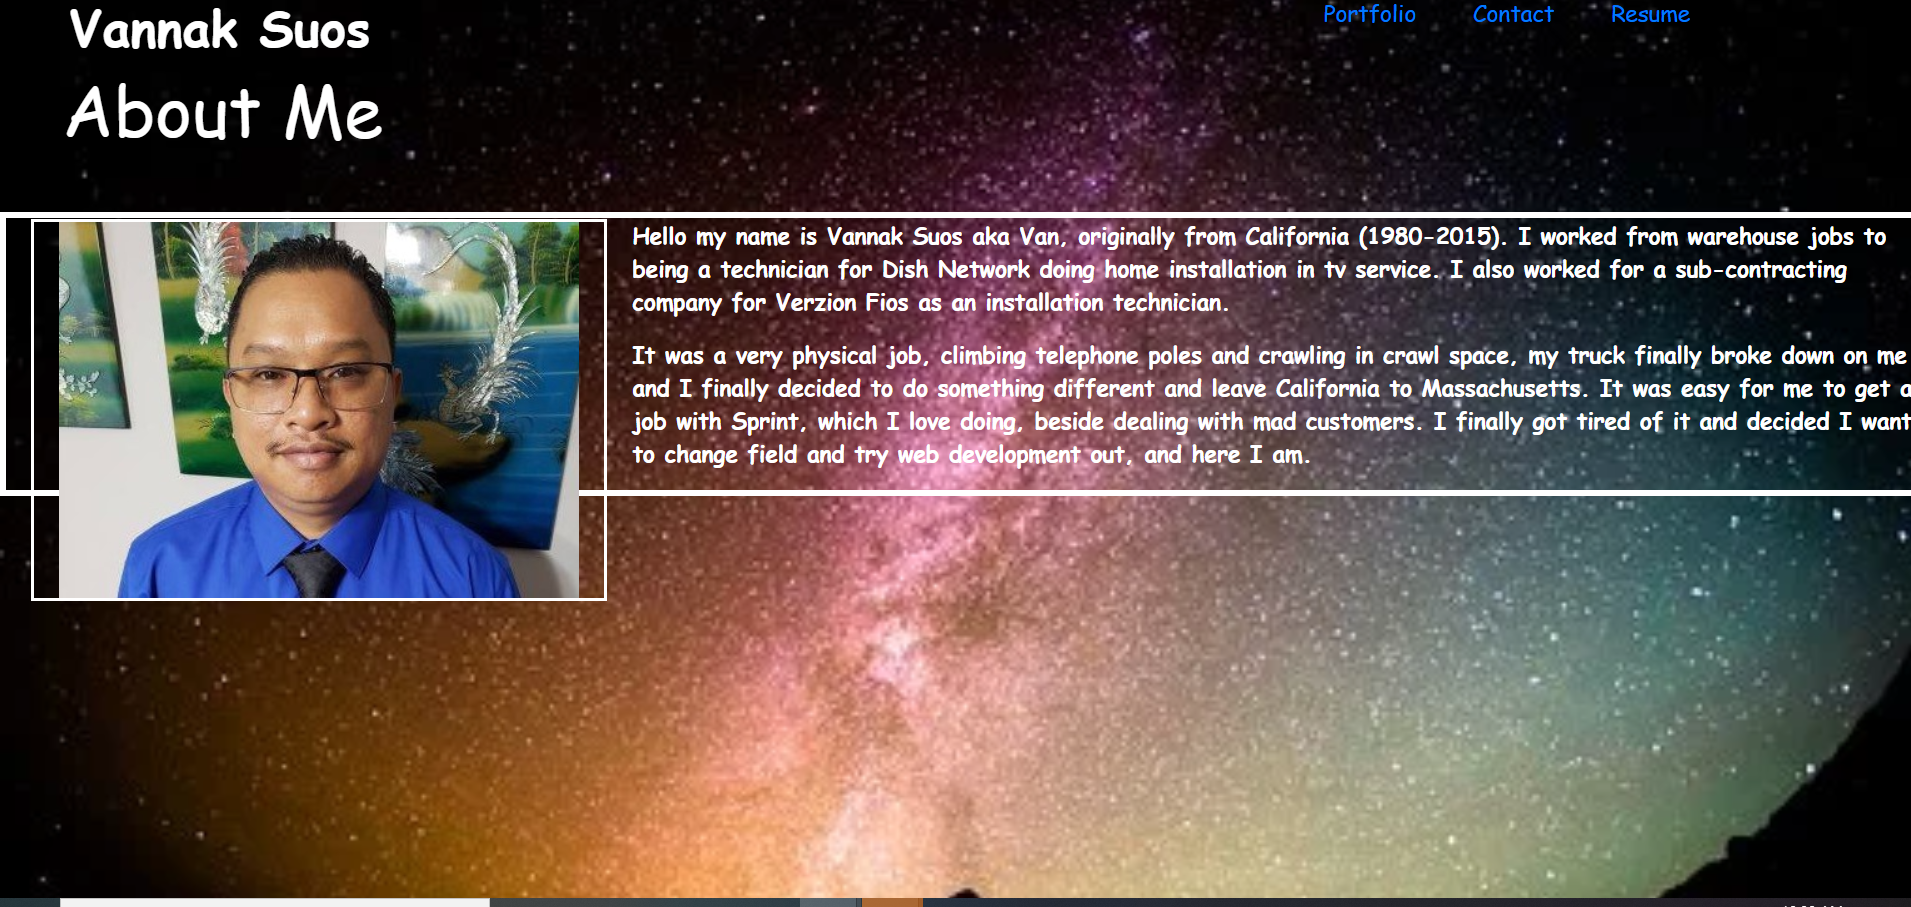 Vannak Suos
Portfolio Contact Resume
About Me
Hello my name is Vannak Suos aka Van, originally from California (1980-2015). I worked from warehouse jobs to
being a technician for Dish Network doing home installation in tv service. I also worked for a sub-contracting
company for Verzion Fios as an installation technician.
It was a very physical job, climbing telephone poles and crawling in crawl space, my truck finally broke down on me
and I finally decided to do something different and leave California to Massachusetts. It was easy for me to get a
job with Sprint, which I love doing, beside dealing with mad customers. I finally got tired of it and decided I want
to change field and try web development out, and here I am.